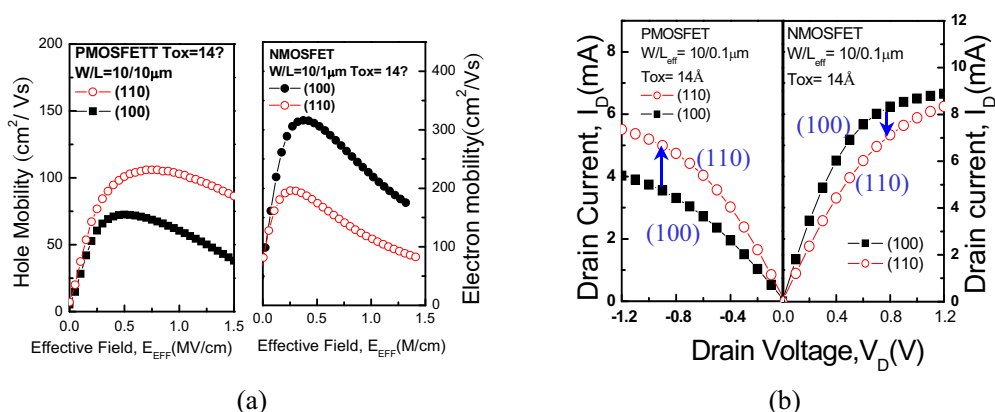 (a)
PMOSFETT Tox=14?
W/L=10/10μm
(110)
(100)
Hole Mobility (cm²/ Vs)
200
150
100
50
0
0.0 0.5 1.0 1.5
Effective Field, E_EFF(MV/cm)
NMOSFET
W/L=10/1μm Tox= 14?
(100)
(110)
Electron mobility(cm²/Vs)
400
300
200
100
0
0.0 0.5 1.0 1.5
Effective Field, E_EFF(M/cm)
(a)
(b)
PMOSFET
W/L_eff= 10/0.1μm
Tox= 14Å
(110)
(100)
(110)
(100)
Drain Current, I_D(mA)
8
6
4
2
0
NMOSFET
W/L_eff= 10/0.1μm
Tox= 14Å
(100)
(110)
(100)
(110)
Drain current, I_D(mA)
12
10
8
6
4
2
0
-1.2 -0.8 -0.4 0.0 0.4 0.8 1.2
Drain Voltage,V_D(V)
(b)